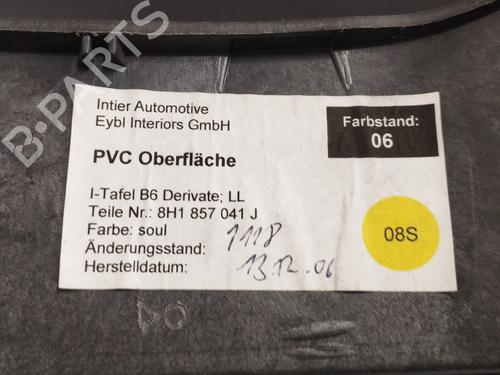 Intier Automotive
Eybl Interiors GmbH
Farbstand:
06
PVC Oberfläche
I-Tafel B6 Derivate; LL
Teile Nr.: 8H1 857 041 J
Farbe: soul
Änderungsstand: 1118
Herstelldatum: 13.12.06
08S
04
B-PARTS